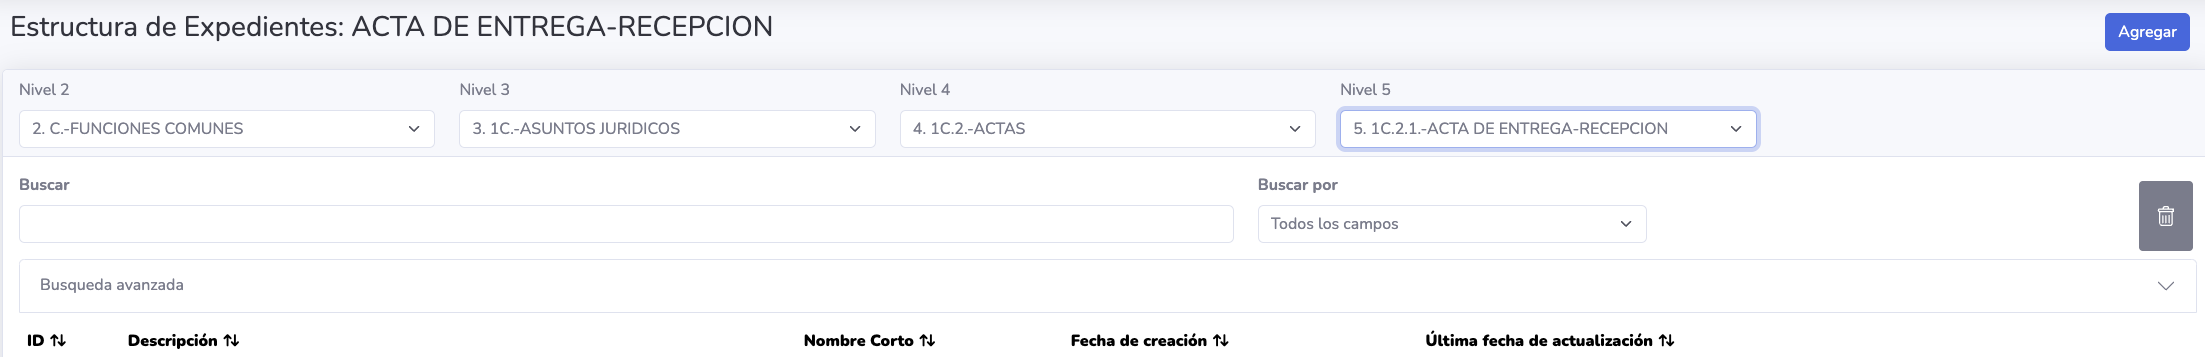 Estructura de Expedientes: ACTA DE ENTREGA-RECEPCION
Agregar
Nivel 2
Nivel 3
Nivel 4
Nivel 5
2. C.-FUNCIONES COMUNES
3. 1C.-ASUNTOS JURIDICOS
4. 1C.2.-ACTAS
5. 1C.2.1.-ACTA DE ENTREGA-RECEPCION
Buscar
Buscar por
Todos los campos
Busqueda avanzada
ID
Descripción
Nombre Corto
Fecha de creación
Última fecha de actualización